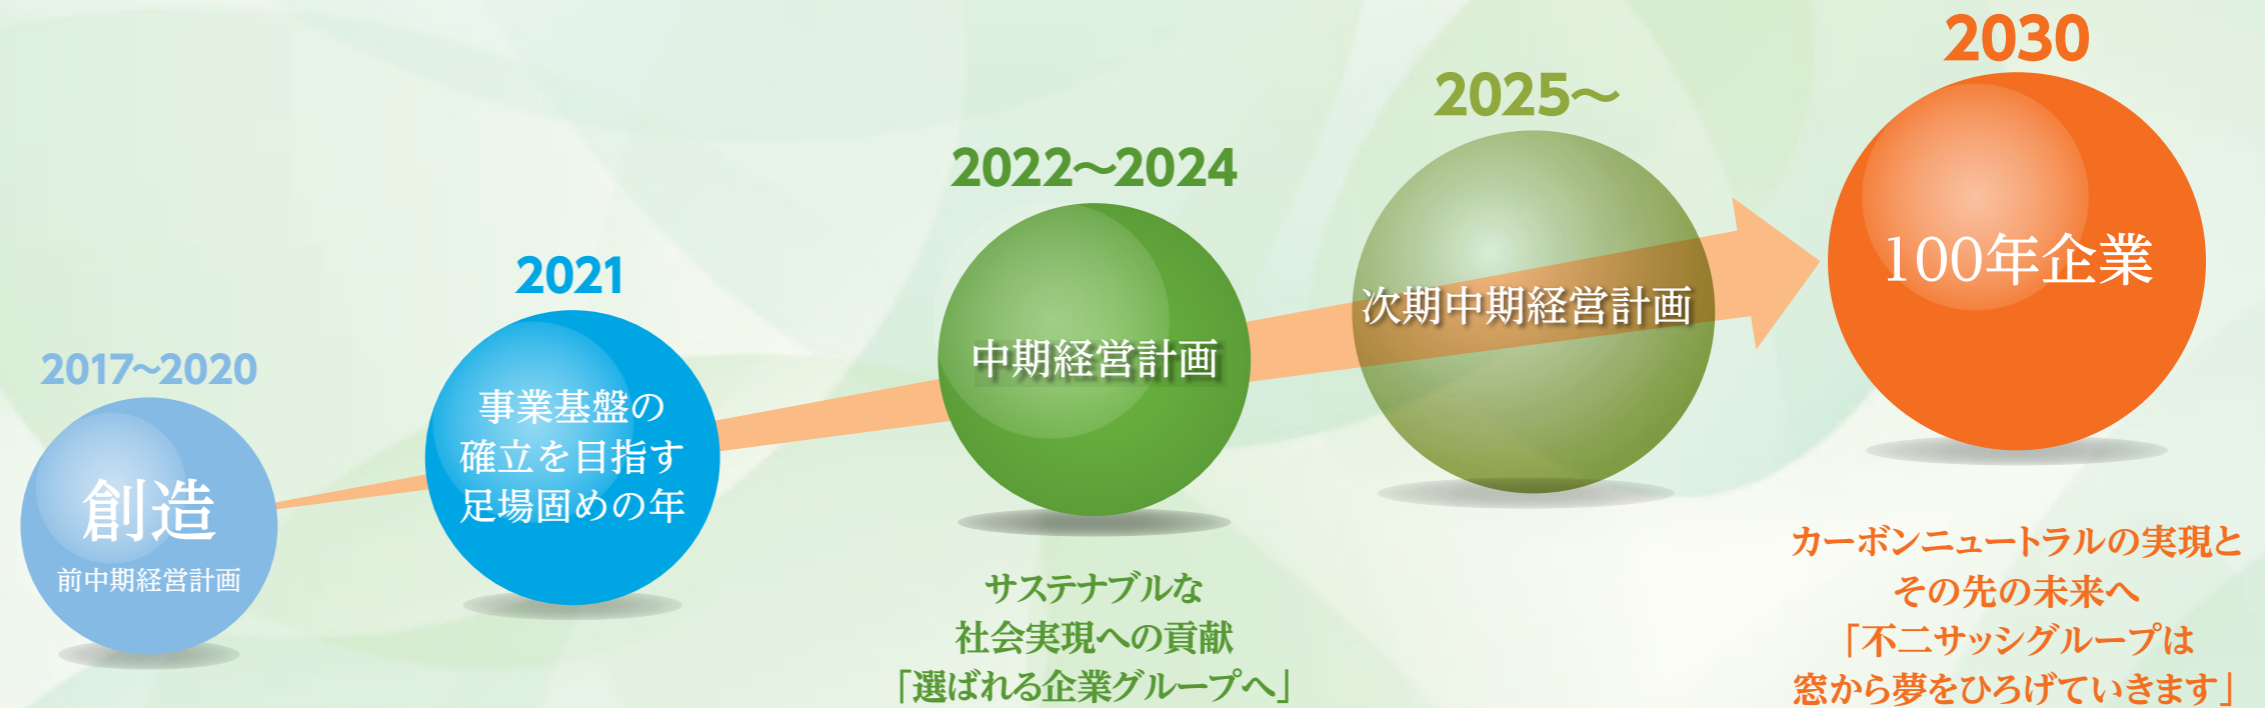 2017~2020
創造
前中期経営計画
2021
事業基盤の
確立を目指す
足場固めの年
2022~2024
中期経営計画
サステナブルな
社会実現への貢献
「選ばれる企業グループへ」
2025~
次期中期経営計画
2030
100年企業
カーボンニュートラルの実現と
その先の未来へ
「不二サッシグループは
窓から夢をひろげていきます」